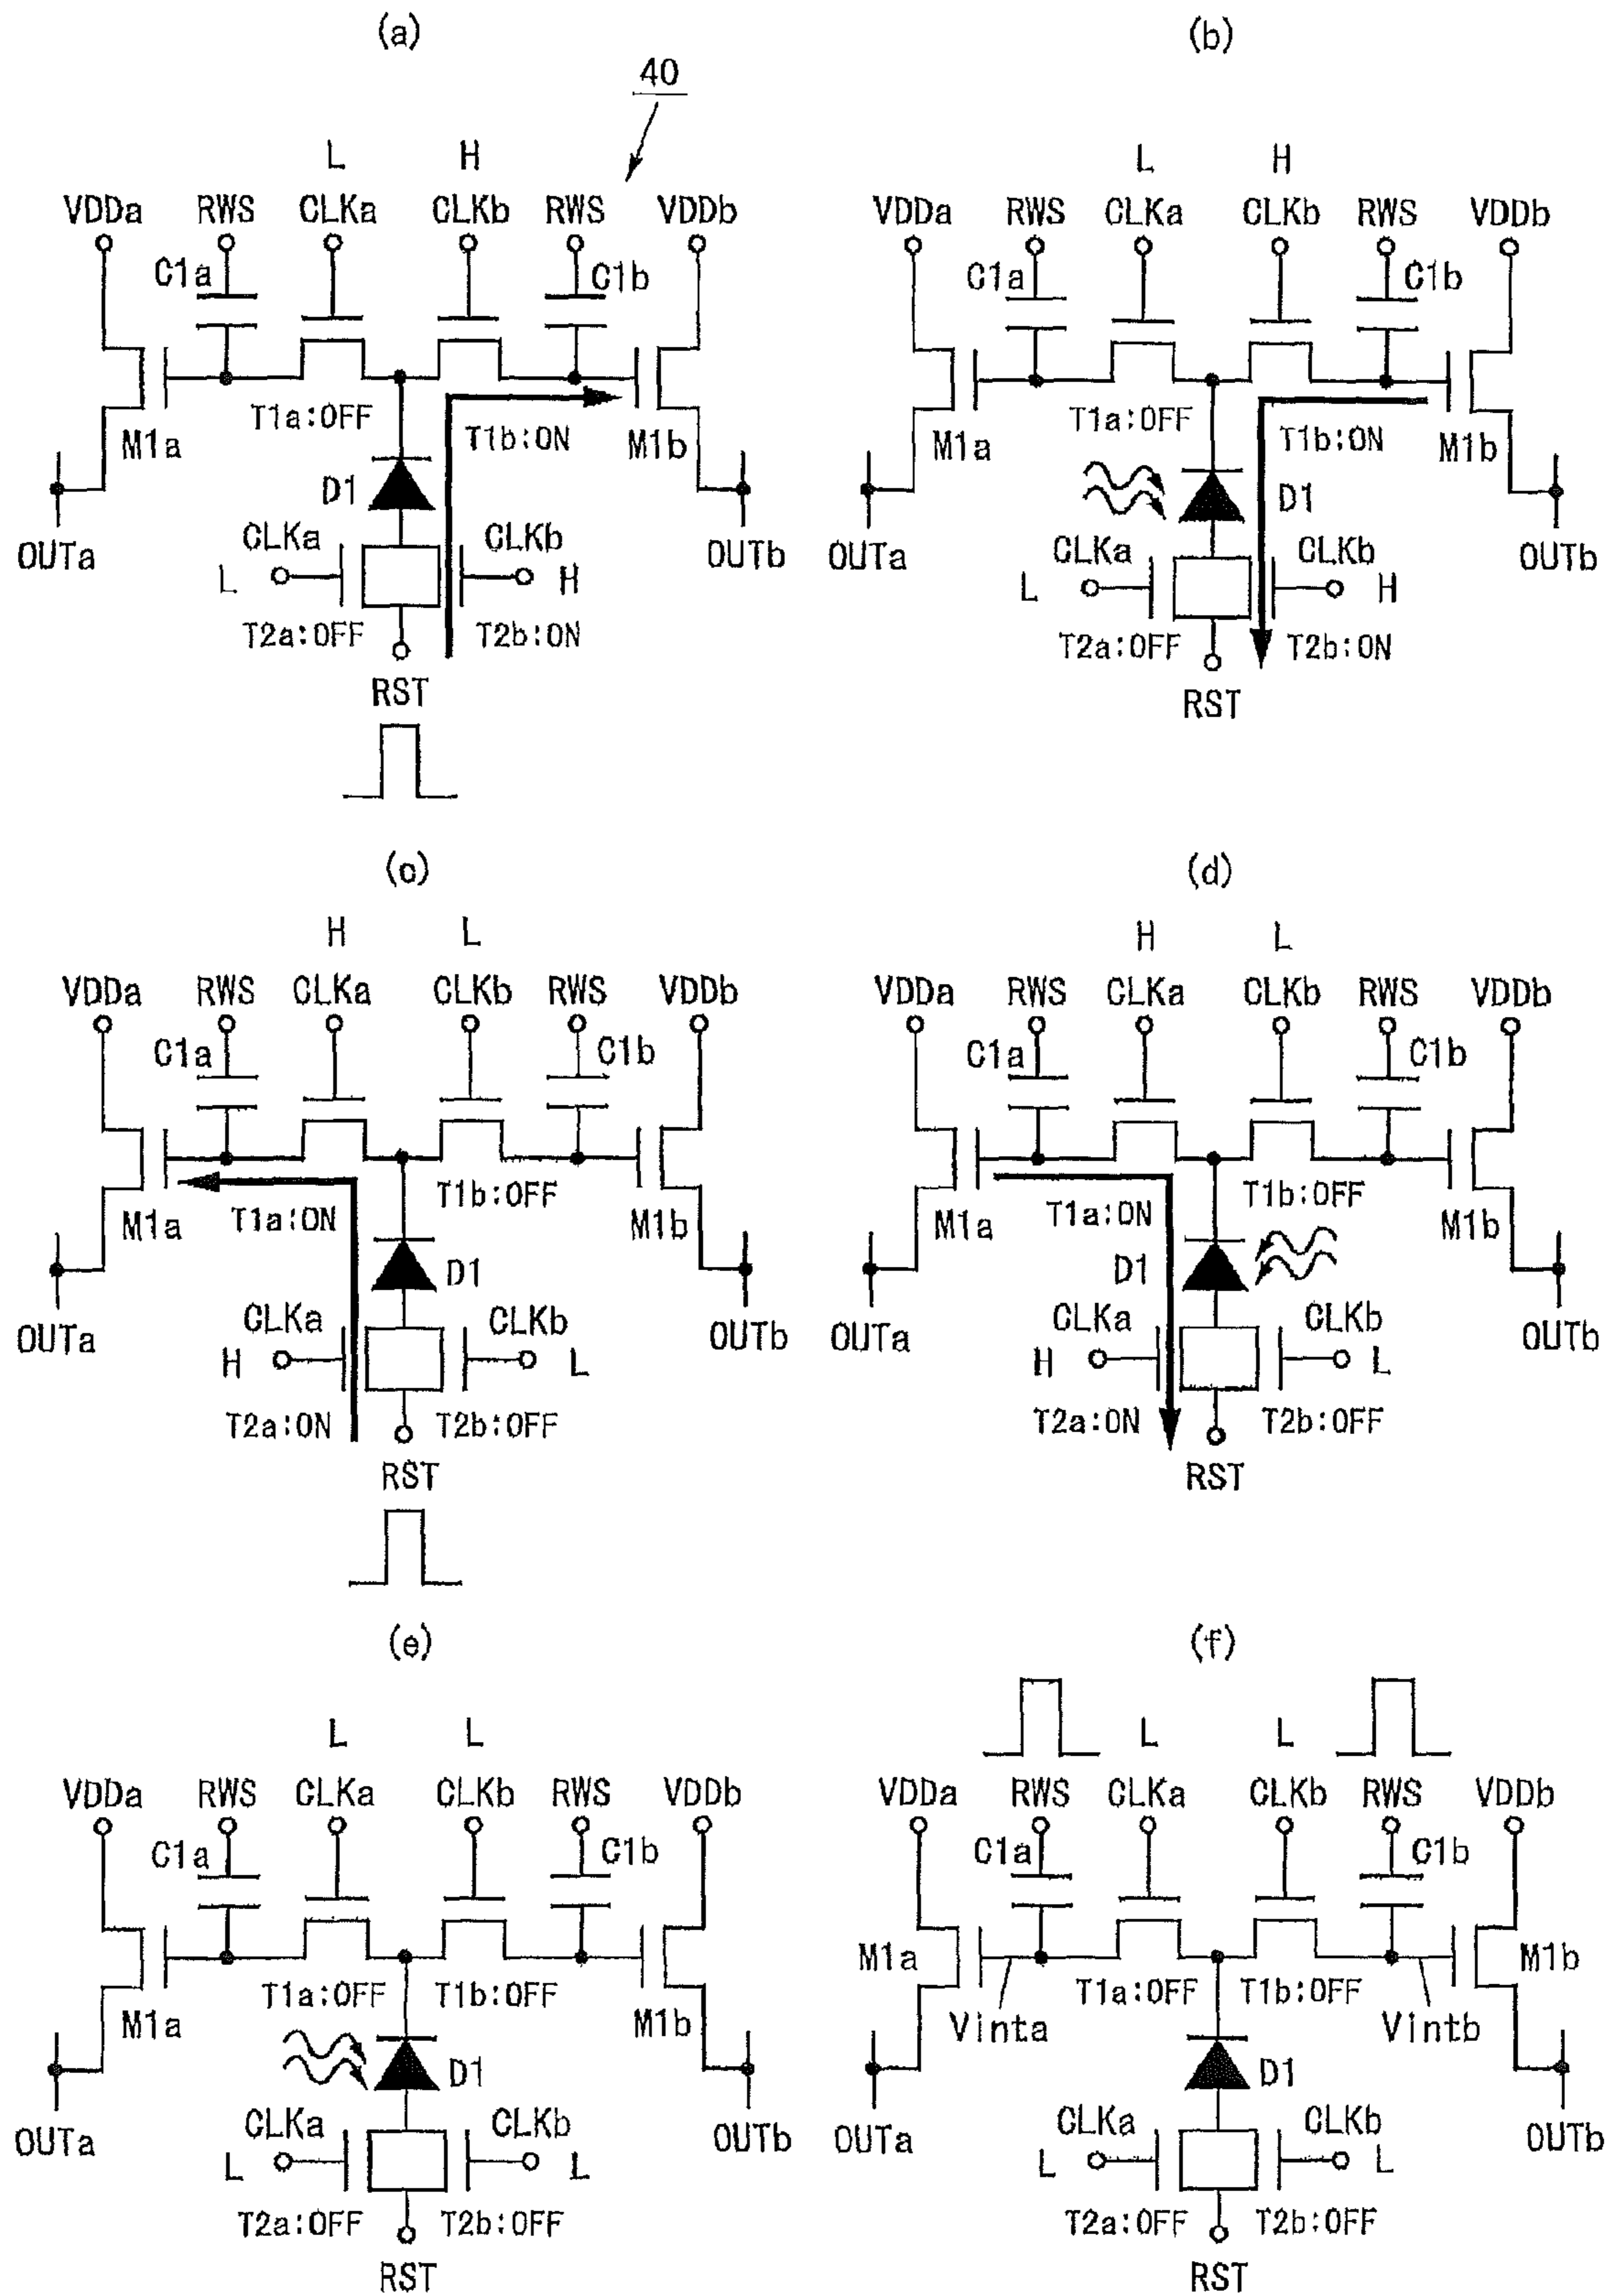 (a)
40
L H
VDDa RWS CLKa CLKb RWS VDDb
C1a C1b
T1a:OFF T1b:ON
M1a M1b
D1
CLKa CLKb
L H
OUTa OUTb
T2a:OFF T2b:ON
RST
(b)
L H
VDDa RWS CLKa CLKb RWS VDDb
C1a C1b
T1a:OFF T1b:ON
M1a M1b
D1
CLKa CLKb
L H
OUTa OUTb
T2a:OFF T2b:ON
RST
(c)
H L
VDDa RWS CLKa CLKb RWS VDDb
C1a C1b
T1a:ON T1b:OFF
M1a M1b
D1
CLKa CLKb
H L
OUTa OUTb
T2a:ON T2b:OFF
RST
(d)
H L
VDDa RWS CLKa CLKb RWS VDDb
C1a C1b
T1a:ON T1b:OFF
M1a M1b
D1
CLKa CLKb
H L
OUTa OUTb
T2a:ON T2b:OFF
RST
(e)
L L
VDDa RWS CLKa CLKb RWS VDDb
C1a C1b
T1a:OFF T1b:OFF
M1a M1b
D1
CLKa CLKb
L L
OUTa OUTb
T2a:OFF T2b:OFF
RST
(f)
L L
VDDa RWS CLKa CLKb RWS VDDb
C1a C1b
M1a M1b
T1a:OFF T1b:OFF
Vinta Vintb
D1
CLKa CLKb
L L
OUTa OUTb
T2a:OFF T2b:OFF
RST